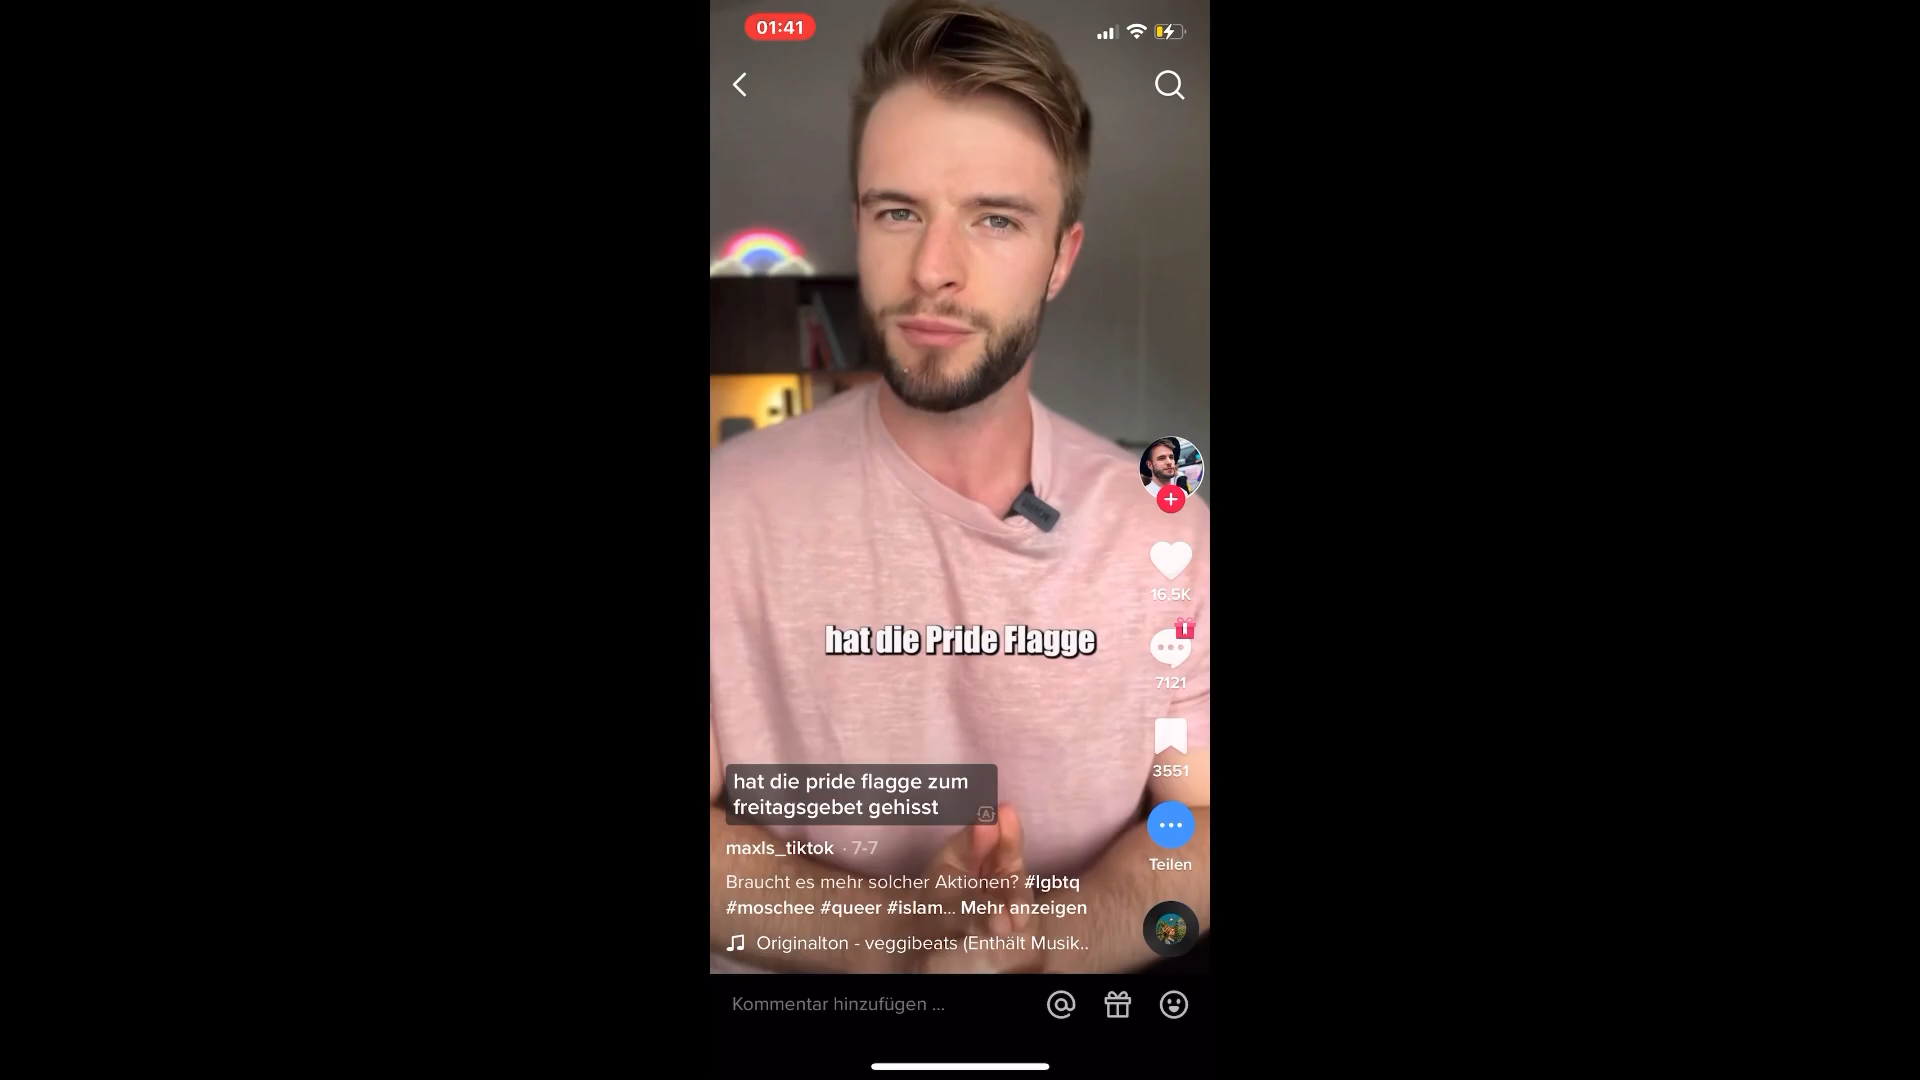 01:41
16.5K
hat die Pride Flagge
7121
3551
hat die pride flagge zum
freitagsgebet gehisst
maxls_tiktok · 7-7
Teilen
Braucht es mehr solcher Aktionen? #lgbtq
#moschee #queer #islam... Mehr anzeigen
Originalton - veggibeats (Enthält Musik..
Kommentar hinzufügen ...